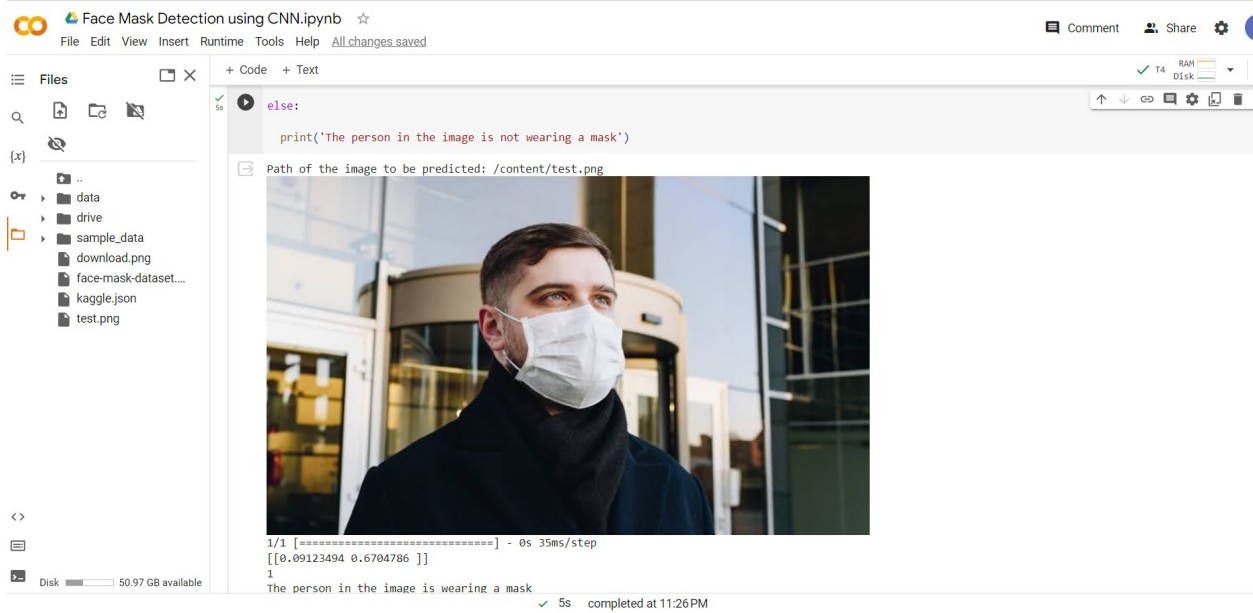 Face Mask Detection using CNN.ipynb
Comment
Share
File Edit View Insert Runtime Tools Help All changes saved
Files
+ Code + Text
T4
RAM
Disk
5s
else:
print('The person in the image is not wearing a mask')
{x}
..
data
drive
sample_data
download.png
face-mask-dataset....
kaggle.json
test.png
Path of the image to be predicted: /content/test.png
1/1 [==============================] - 0s 35ms/step
[[0.09123494 0.6704786 ]]
1
The person in the image is wearing a mask
Disk 50.97 GB available
5s completed at 11:26 PM